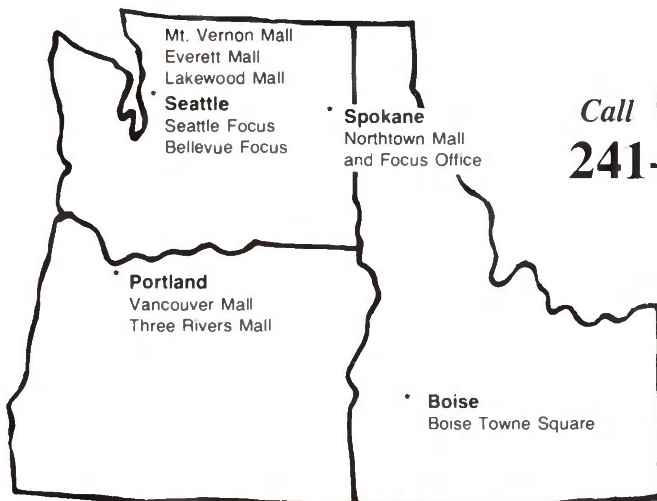 Mt. Vernon Mall
Everett Mall
Lakewood Mall
Seattle
Seattle Focus
Bellevue Focus
Spokane
Northtown Mall
and Focus Office
Call
241-
Portland
Vancouver Mall
Three Rivers Mall
Boise
Boise Towne Square